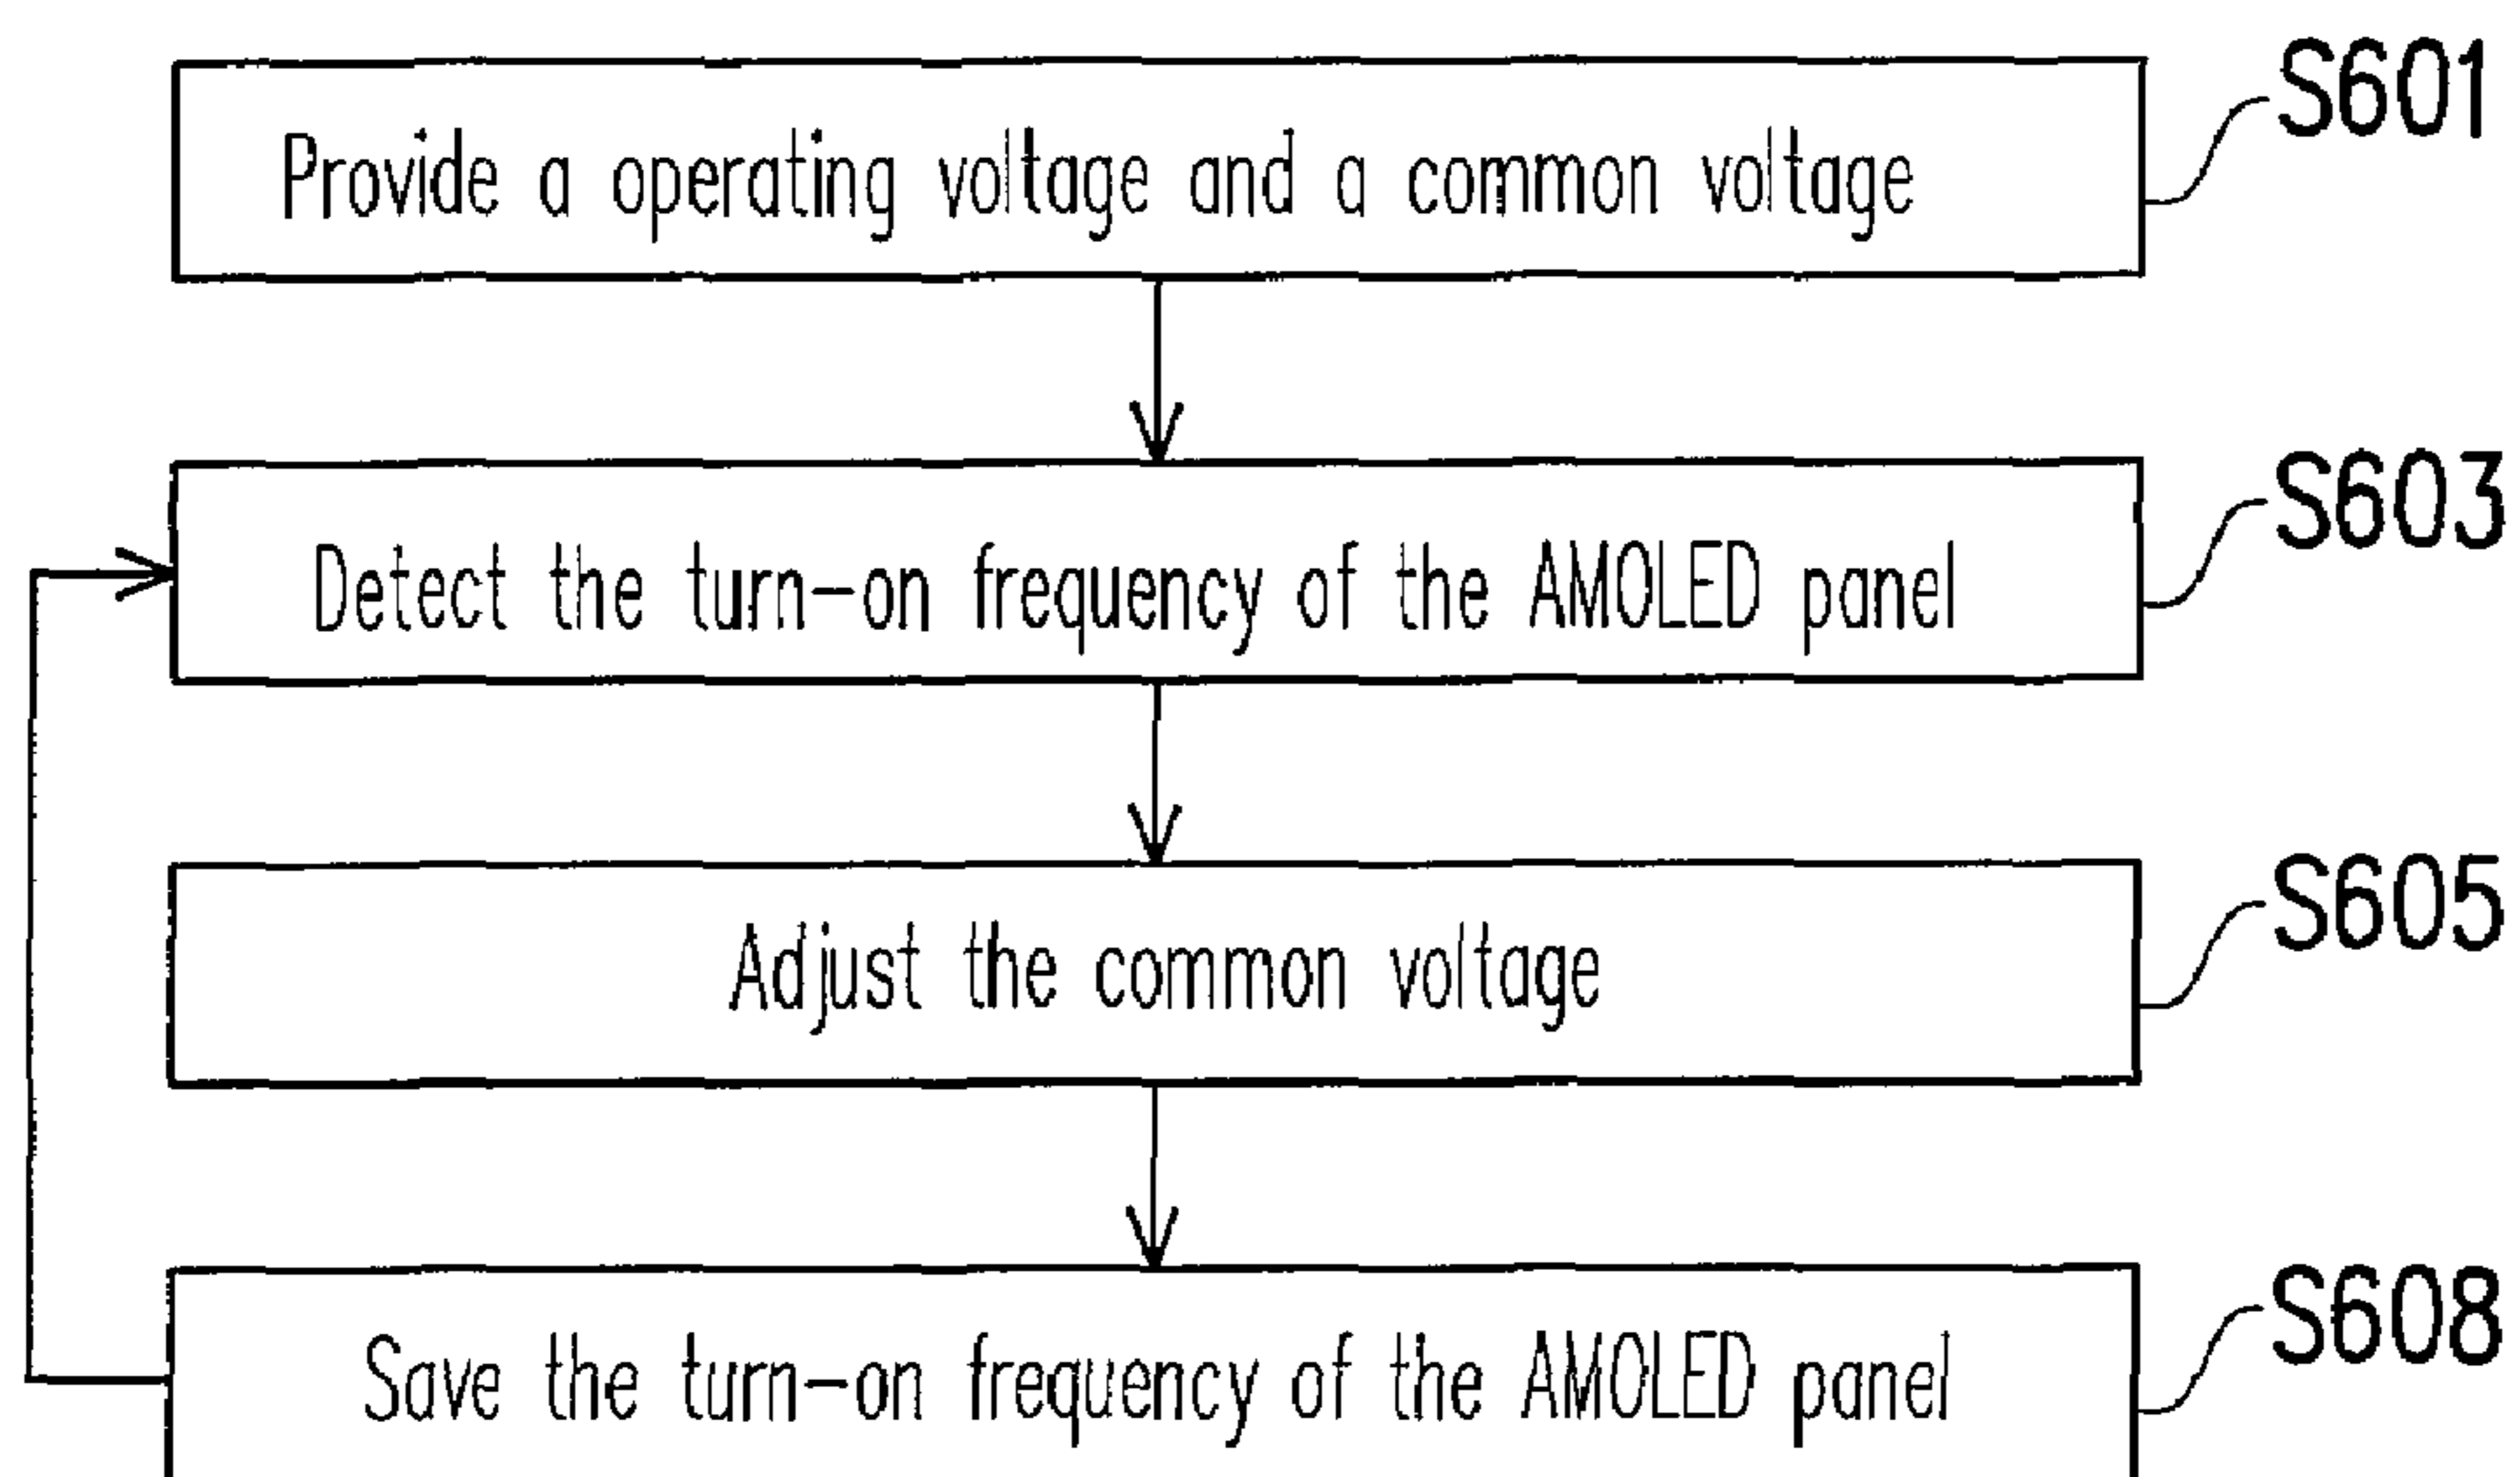 Provide a operating voltage and a common voltage
S601
Detect the turn-on frequency of the AMOLED panel
S603
Adjust the common voltage
S605
Save the turn-on frequency of the AMOLED panel
S608